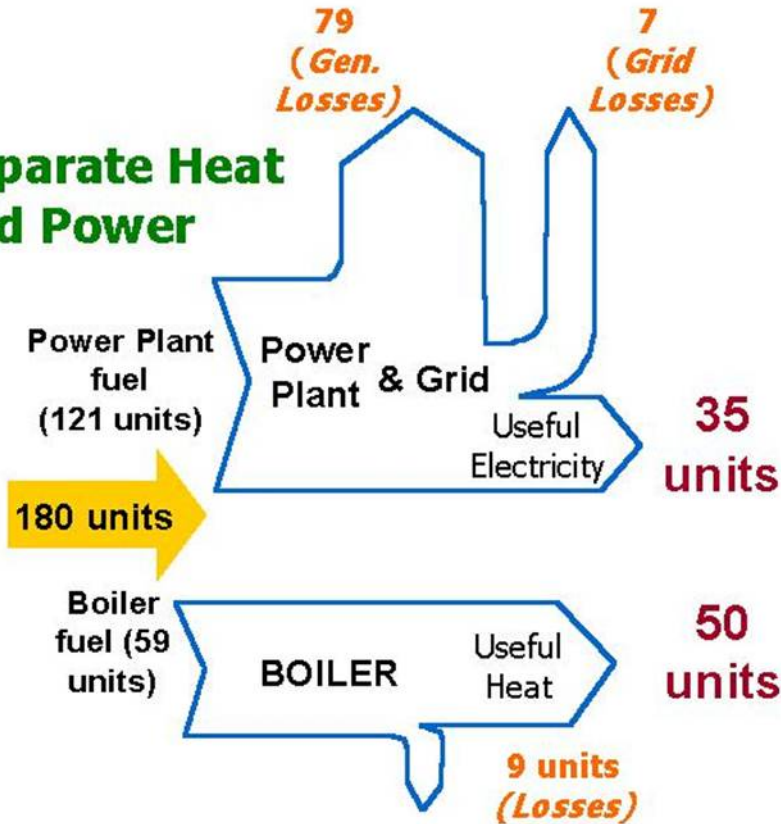 79
(Gen.
Losses)
7
(Grid
Losses)
parate Heat
d Power
Power Plant
fuel
(121 units)
Power
Plant
& Grid
Useful
Electricity
35
units
180 units
Boiler
fuel (59
units)
BOILER
Useful
Heat
50
units
9 units
(Losses)